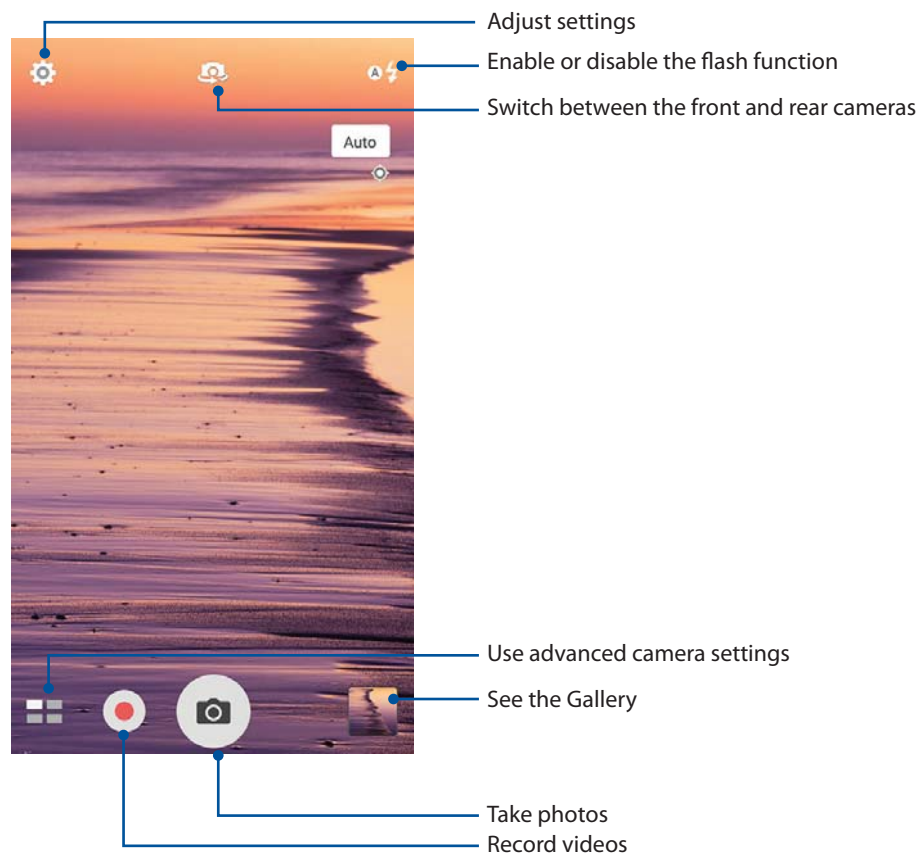 Adjust settings
Enable or disable the flash function
A
Switch between the front and rear cameras
Auto
Use advanced camera settings
See the Gallery
Take photos
Record videos